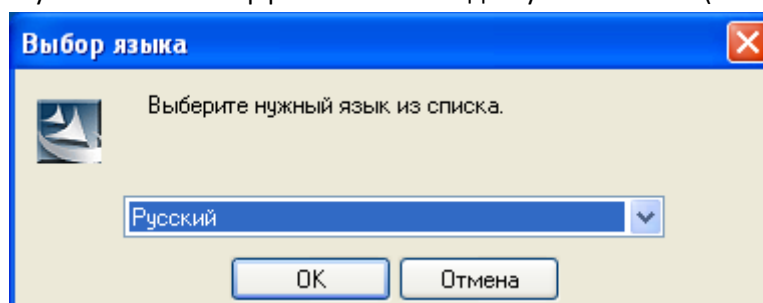 Выбор языка
Выберите нужный язык из списка.
Русский
OK
Отмена